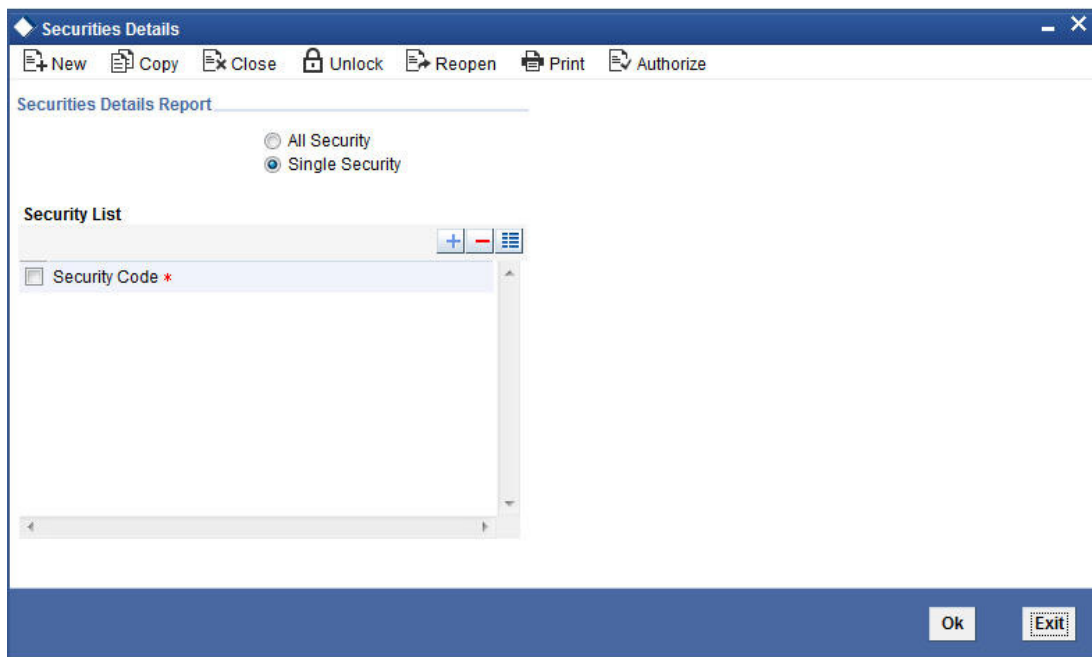 Securities Details
New Copy Close Unlock Reopen Print Authorize
Securities Details Report
All Security
Single Security
Security List
Security Code *
Ok Exit